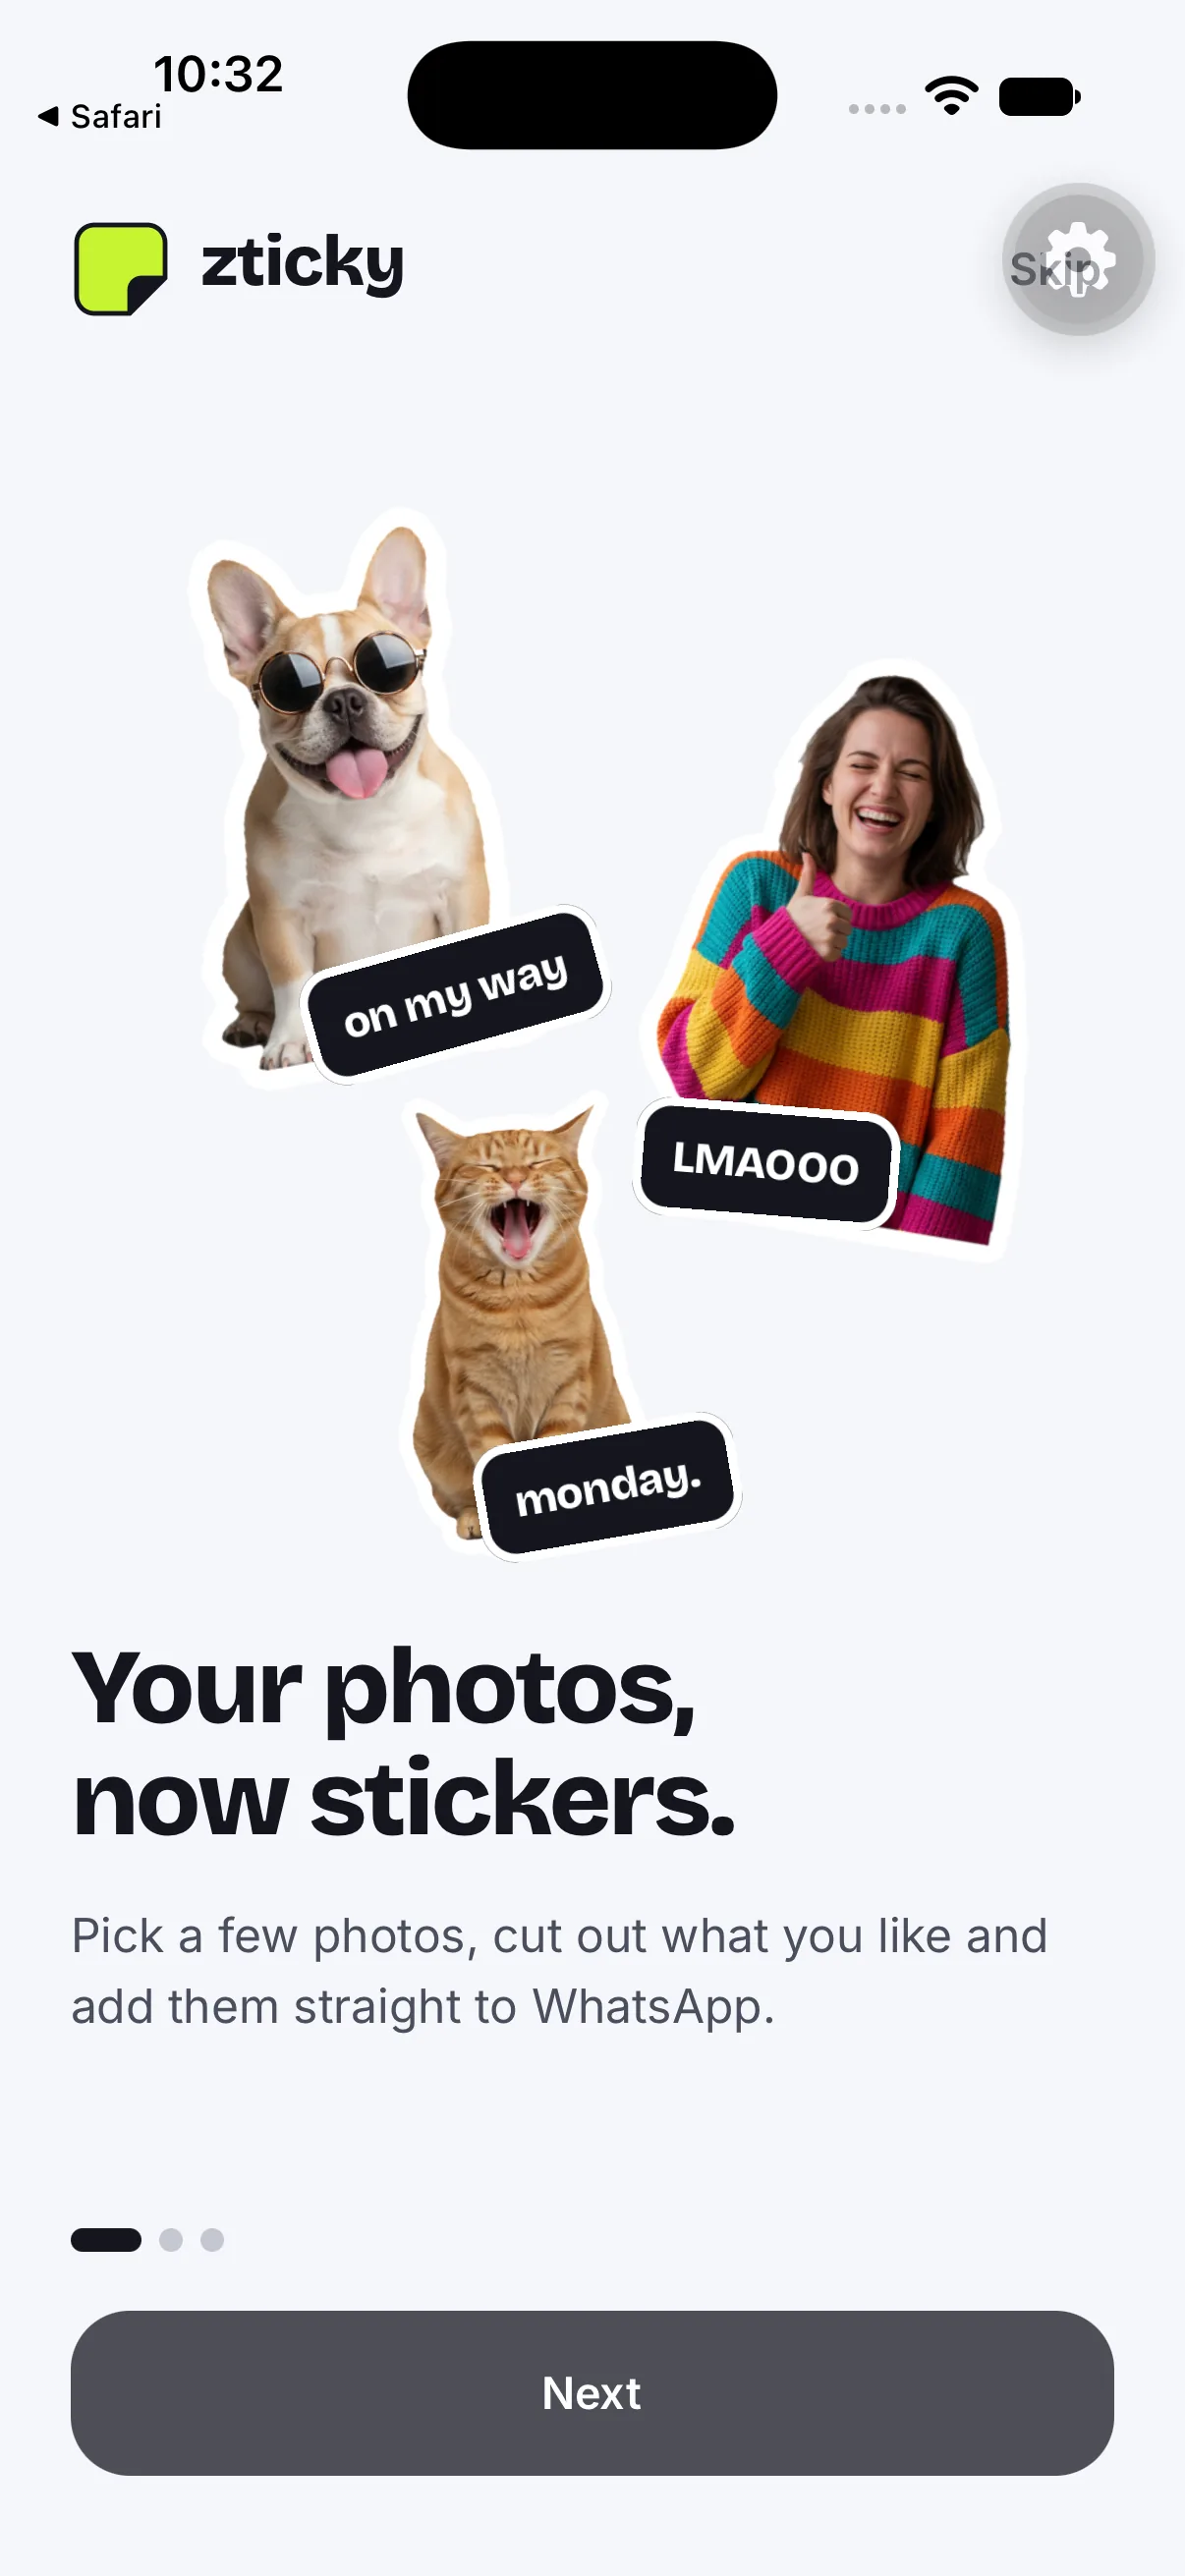 10:32
Safari
zticky
Skip
on my way
LMAOOO
monday.
Your photos,
now stickers.
Pick a few photos, cut out what you like and
add them straight to WhatsApp.
Next